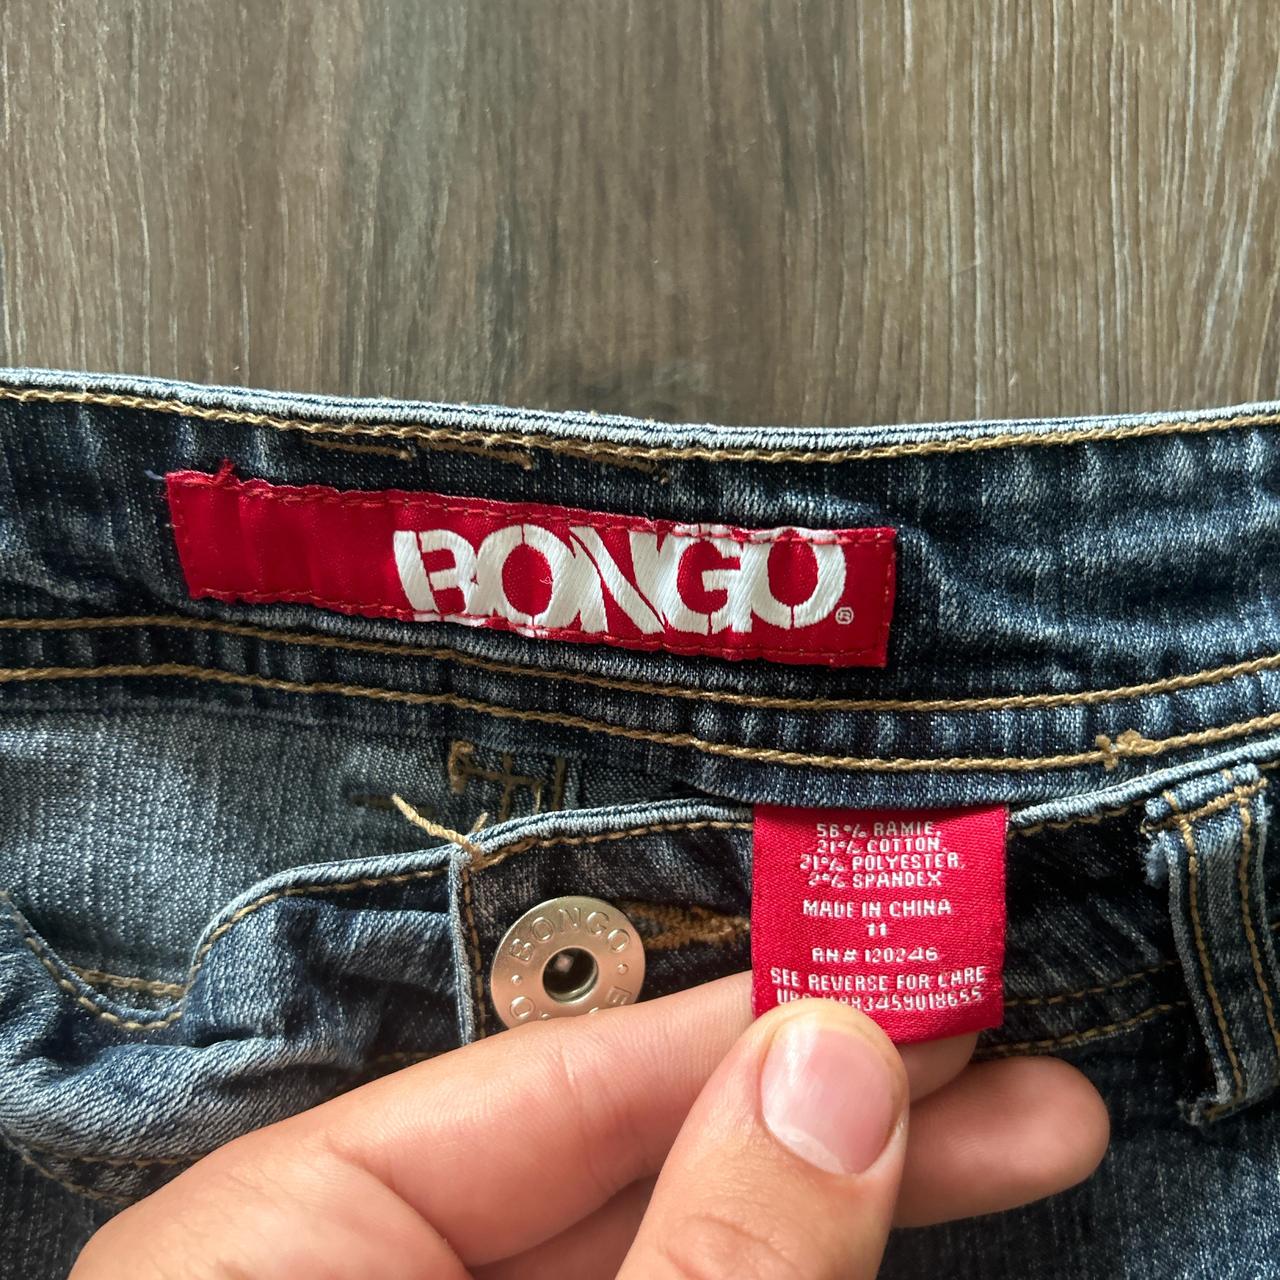 BONGO®
56% RAMIE,
21% COTTON,
21% POLYESTER,
2% SPANDEX
MADE IN CHINA
11
RN# 120246
SEE REVERSE FOR CARE
BONGO